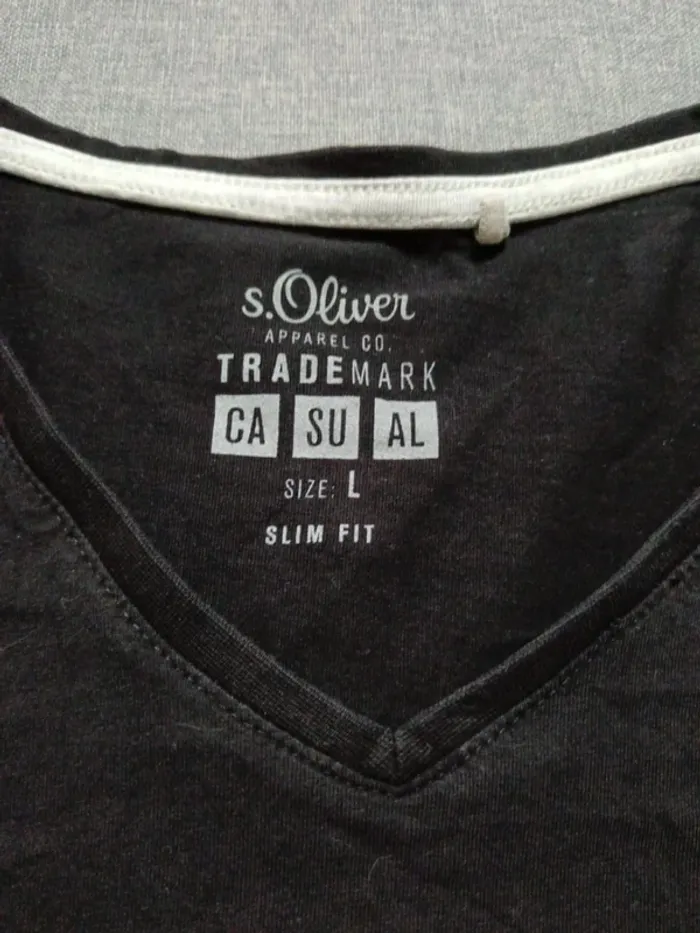 s.Oliver
APPAREL CO.
TRADEMARK
CA SU AL
SIZE: L
SLIM FIT